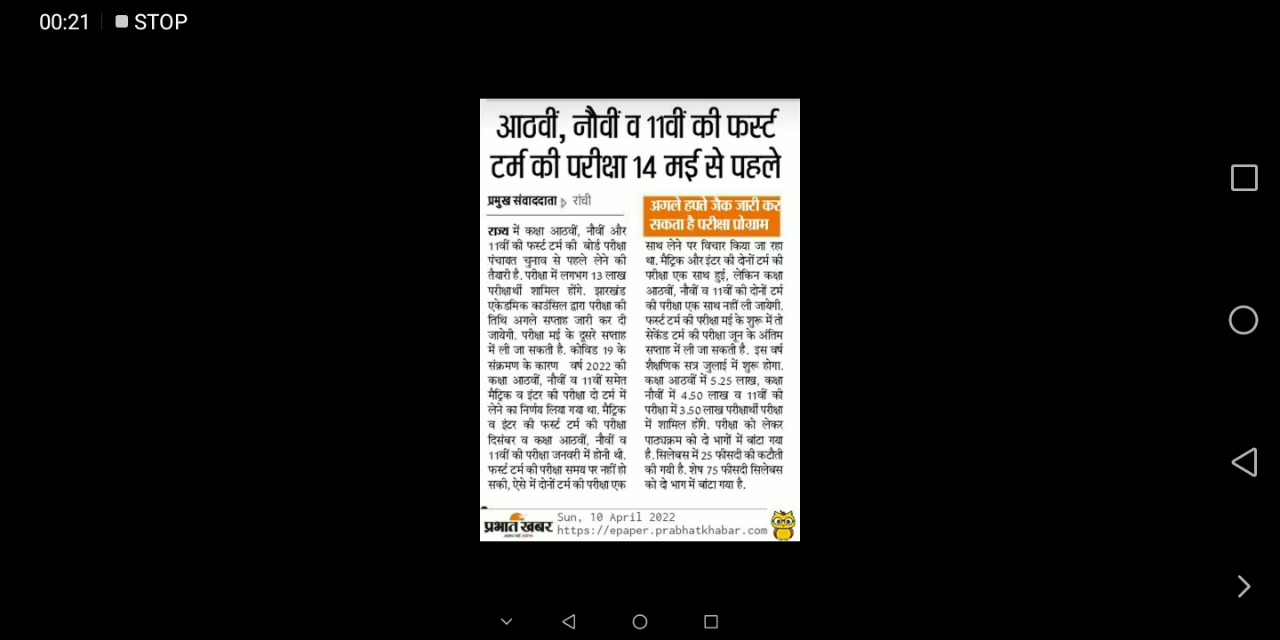 00:21 STOP
आठवीं, नौवीं व 11वीं की फर्स्ट
टर्म की परीक्षा 14 मई से पहले
प्रमुख संवाददाता रांची
राज्य में कक्षा आठवीं, नौवीं और
11वीं की फर्स्ट टर्म की बोर्ड परीक्षा
पंचायत चुनाव से पहले लेने की
तैयारी है. परीक्षा में लगभग 13 लाख
परीक्षार्थी शामिल होंगे. झारखंड
एकेडमिक काउंसिल द्वारा परीक्षा की
तिथि अगले सप्ताह जारी कर दी
जायेगी. परीक्षा मई के दूसरे सप्ताह
में ली जा सकती है. कोविड 19 के
संक्रमण के कारण वर्ष 2022 की
कक्षा आठवीं, नौवीं व 11वीं समेत
मैट्रिक व इंटर की परीक्षा दो टर्म में
लेने का निर्णय लिया गया था. मैट्रिक
व इंटर की फर्स्ट टर्म की परीक्षा
दिसंबर व कक्षा आठवीं, नौवीं व
11वीं की परीक्षा जनवरी में होनी थी.
फर्स्ट टर्म की परीक्षा समय पर नहीं हो
सकी, ऐसे में दोनों टर्म की परीक्षा एक
अगले हफ्ते जैक जारी कर
सकता है परीक्षा प्रोग्राम
साथ लेने पर विचार किया जा रहा
था. मैट्रिक और इंटर की दोनों टर्म की
परीक्षा एक साथ हुई, लेकिन कक्षा
आठवीं, नौवीं व 11वीं की दोनों टर्म
की परीक्षा एक साथ नहीं ली जायेगी.
फर्स्ट टर्म की परीक्षा मई के शुरू में तो
सेकेंड टर्म की परीक्षा जून के अंतिम
सप्ताह में ली जा सकती है. इस वर्ष
शैक्षणिक सत्र जुलाई में शुरू होगा.
कक्षा आठवीं में 5.25 लाख, कक्षा
नौवीं में 4.50 लाख व 11वीं की
परीक्षा में 3.50 लाख परीक्षार्थी परीक्षा
में शामिल होंगे. परीक्षा को लेकर
पाठ्यक्रम को दो भागों में बांटा गया
है. सिलेबस में 25 फीसदी की कटौती
की गयी है. शेष 75 फीसदी सिलेबस
को दो भाग में बांटा गया है.
प्रभात खबर
Sun, 10 April 2022
https://epaper.prabhatkhabar.com